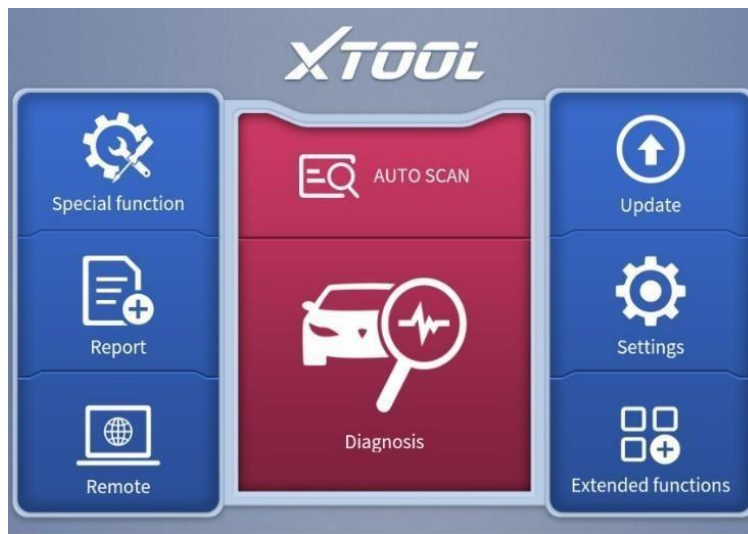 XTOOL
Special function
AUTO SCAN
Update
Report
Diagnosis
Settings
Remote
Extended functions